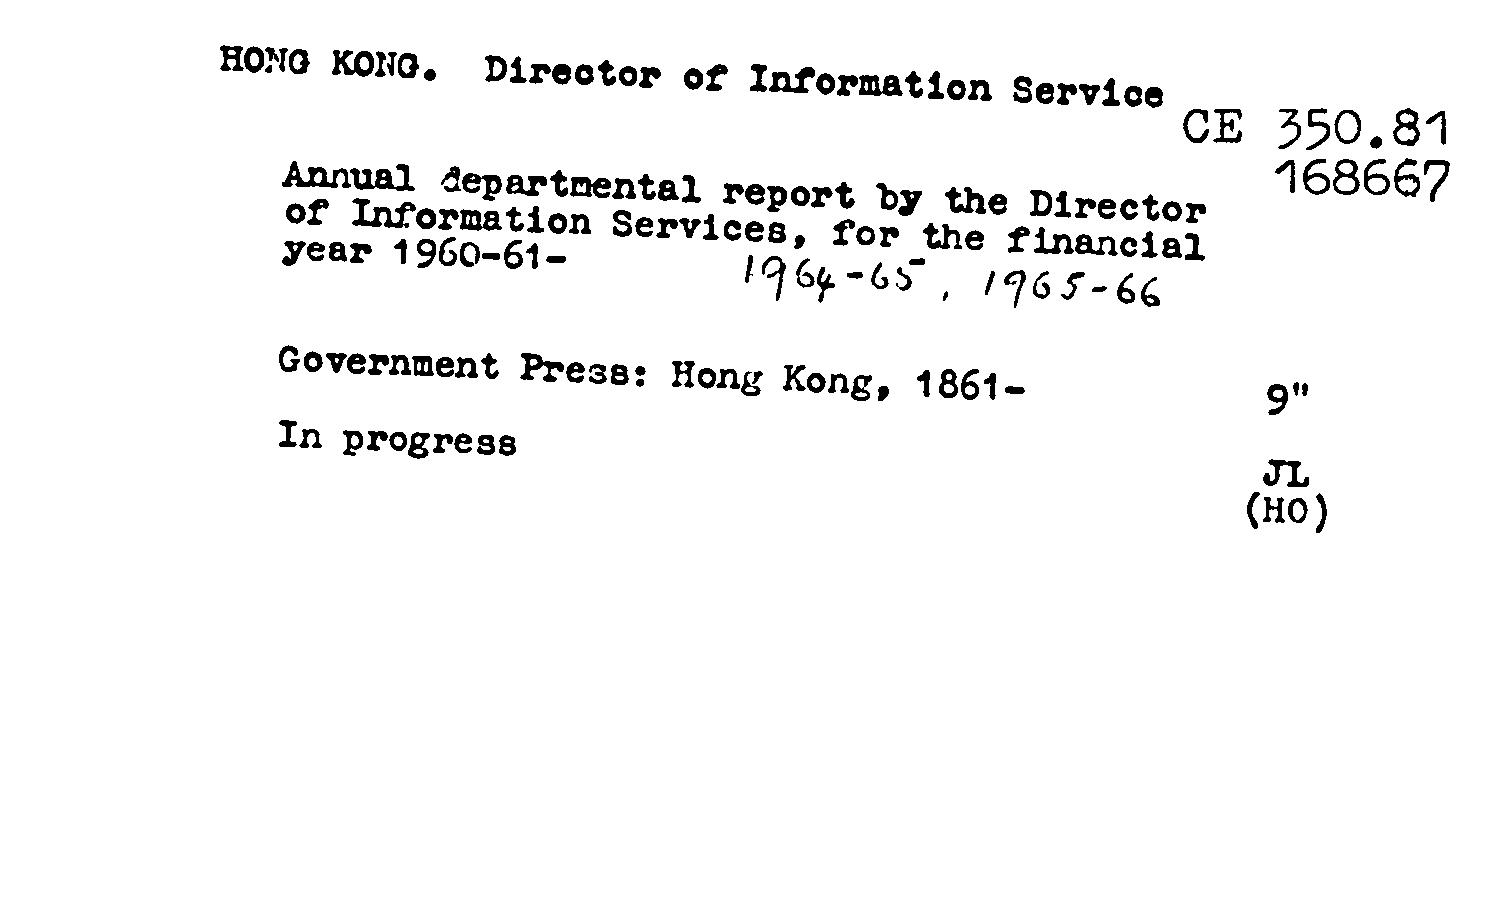 HONG KONG. Director of Information Service
CE 350.81
168667
Annual departmental report by the Director
of Information Services, for the financial
year 1960-61- 1964-65, 1965-66
Government Press: Hong Kong, 1861- 9"
In progress
JL
(HO)